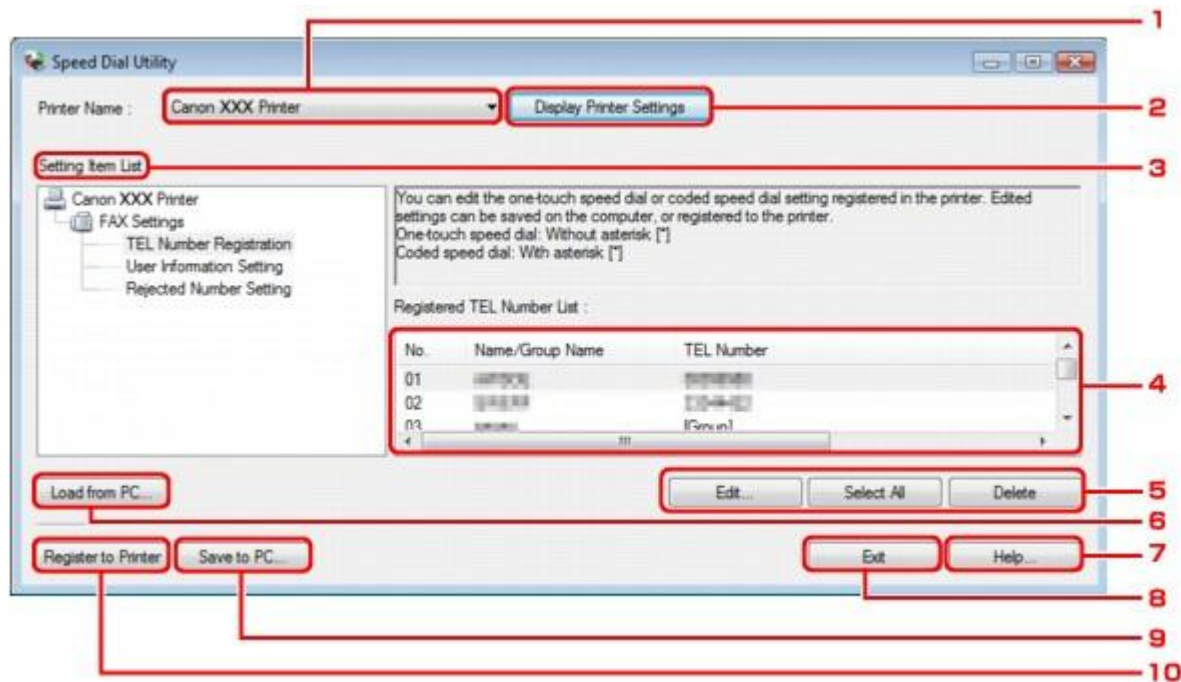 1
Speed Dial Utility
Printer Name : Canon XXX Printer Display Printer Settings 2
Setting Item List 3
Canon XXX Printer
FAX Settings
TEL Number Registration
User Information Setting
Rejected Number Setting
You can edit the one-touch speed dial or coded speed dial setting registered in the printer. Edited
settings can be saved on the computer, or registered to the printer.
One-touch speed dial: Without asterisk [*]
Coded speed dial: With asterisk [*]
Registered TEL Number List :
No. Name/Group Name TEL Number
01
02
03 [Group]
4
Load from PC... Edit... Select All Delete 5
6
Register to Printer Save to PC... Exit Help... 7
8
9
10